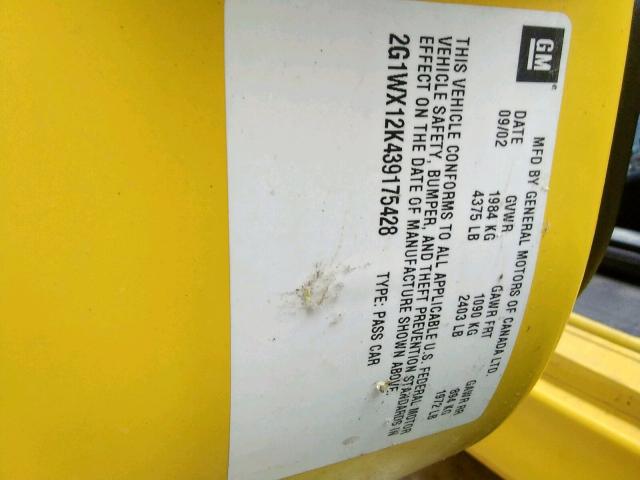 GM
MFD BY GENERAL MOTORS OF CANADA LTD.
DATE GVWR GAWR FRT GAWR RR
09/02 1984 KG 1090 KG 894 KG
4375 LB 2403 LB 1972 LB
THIS VEHICLE CONFORMS TO ALL APPLICABLE U.S. FEDERAL MOTOR
VEHICLE SAFETY, BUMPER, AND THEFT PREVENTION STANDARDS IN
EFFECT ON THE DATE OF MANUFACTURE SHOWN ABOVE.
2G1WX12K439175428 TYPE: PASS CAR